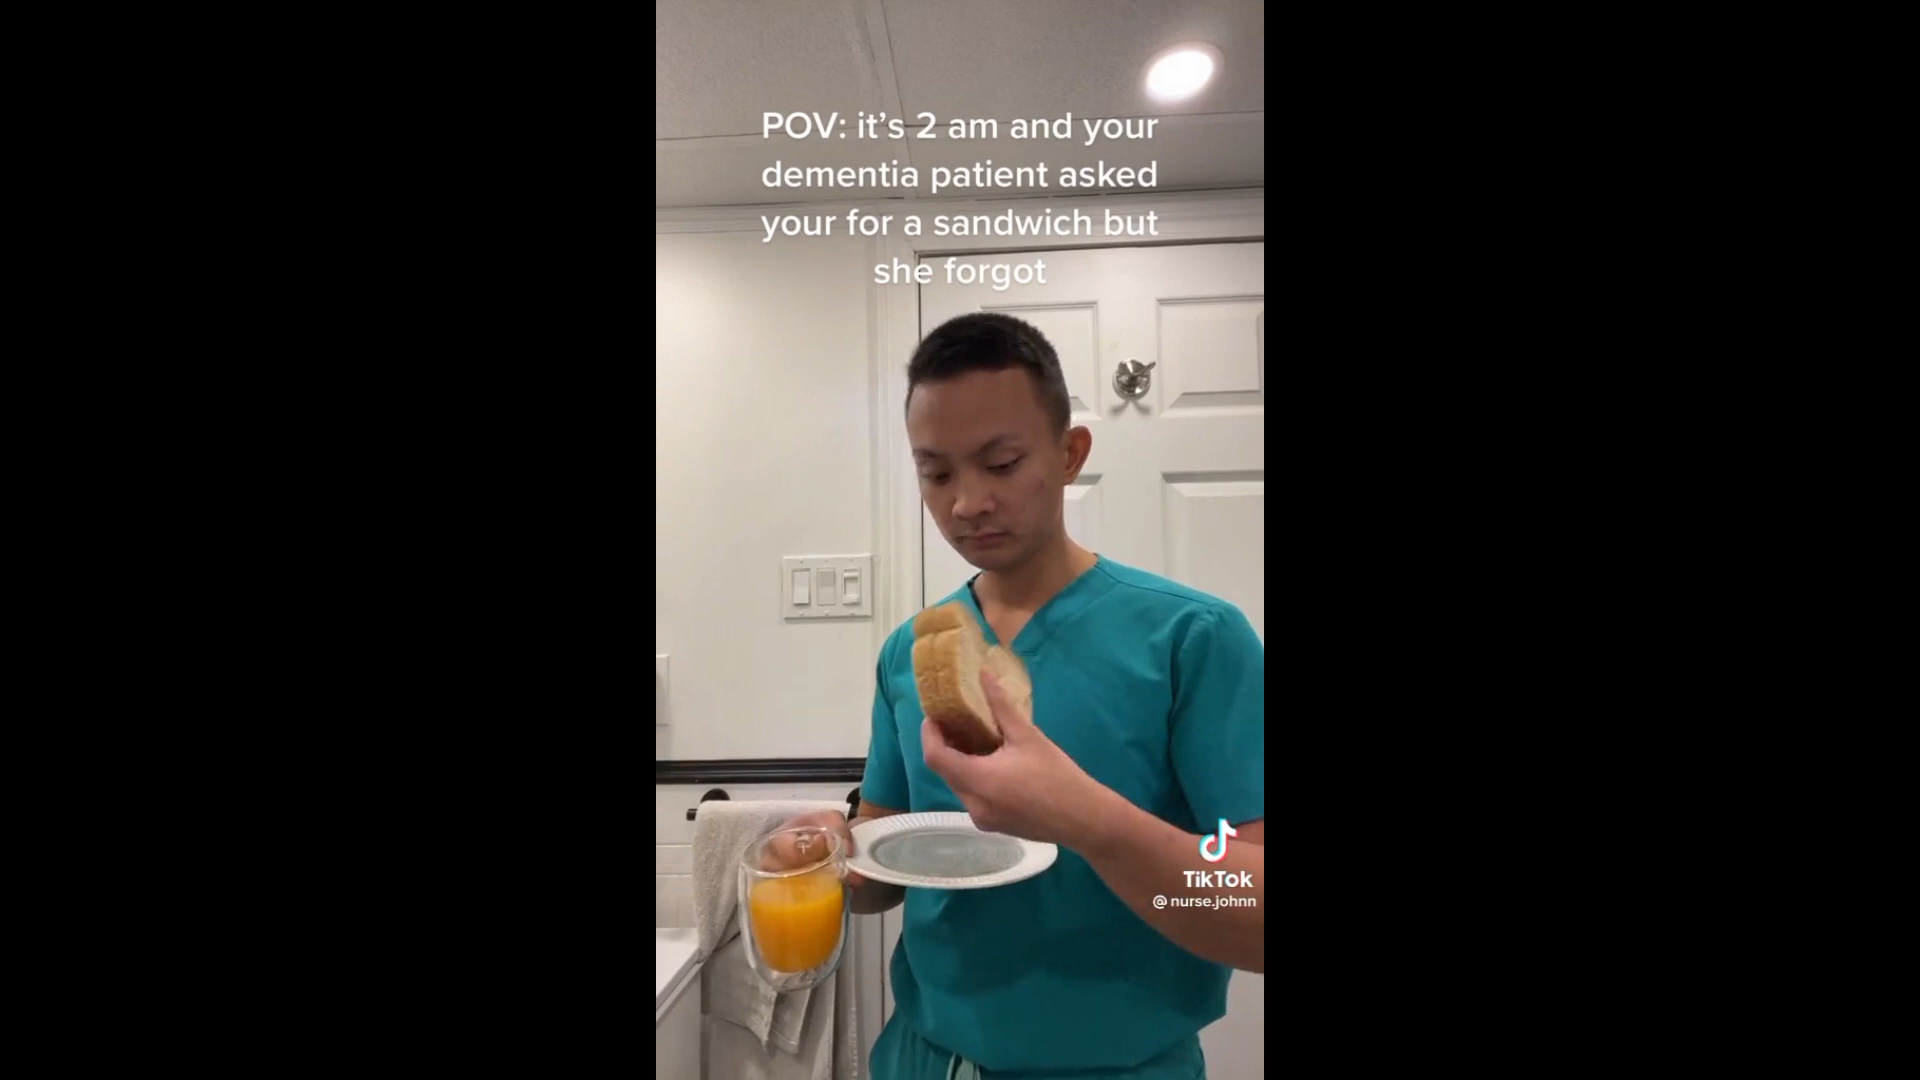 POV: it’s 2 am and your
dementia patient asked
your for a sandwich but
she forgot
TikTok
@nurse.johnn